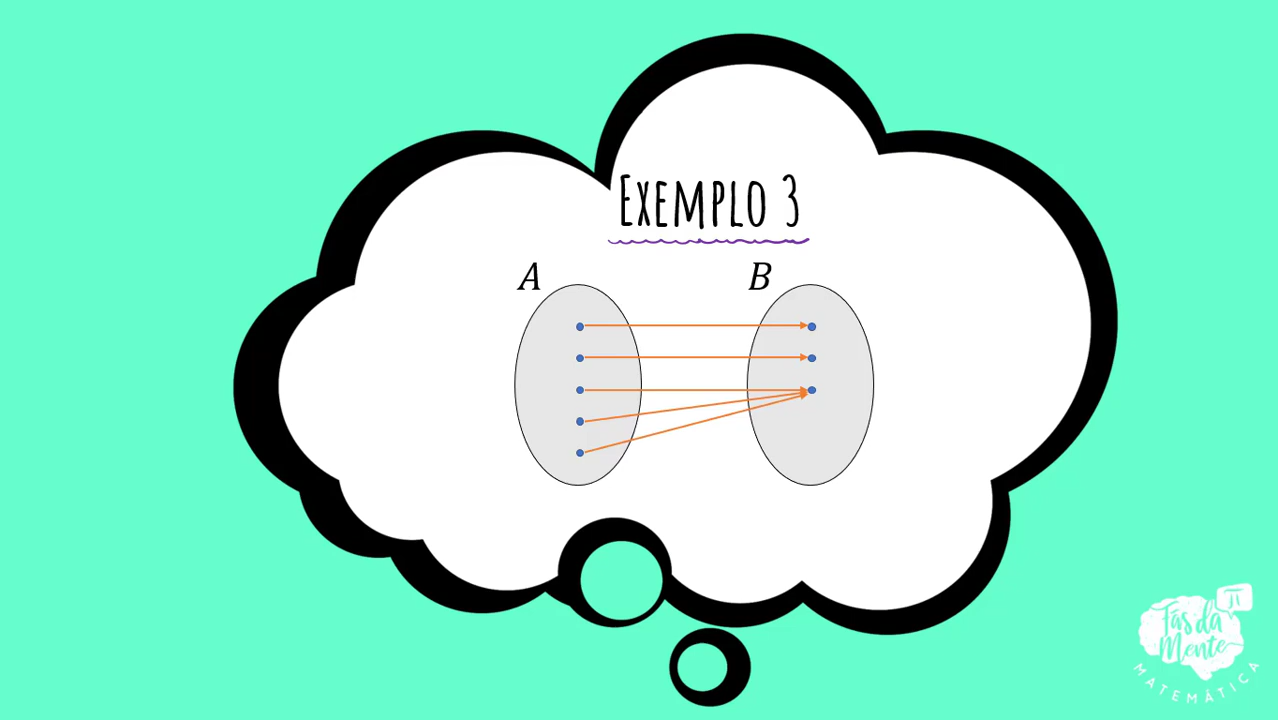 EXEMPLO 3
A B
π
Fãs da
Mente
MATEMÁTICA